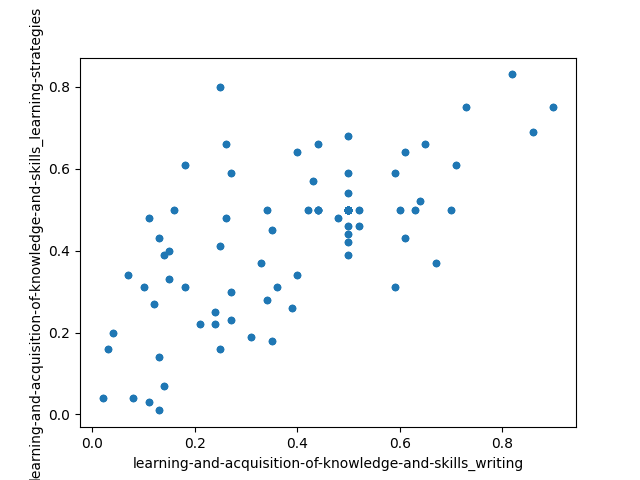 learning-and-acquisition-of-knowledge-and-skills_learning-strategies
0.8
0.6
0.4
0.2
0.0
0.0 0.2 0.4 0.6 0.8
learning-and-acquisition-of-knowledge-and-skills_writing